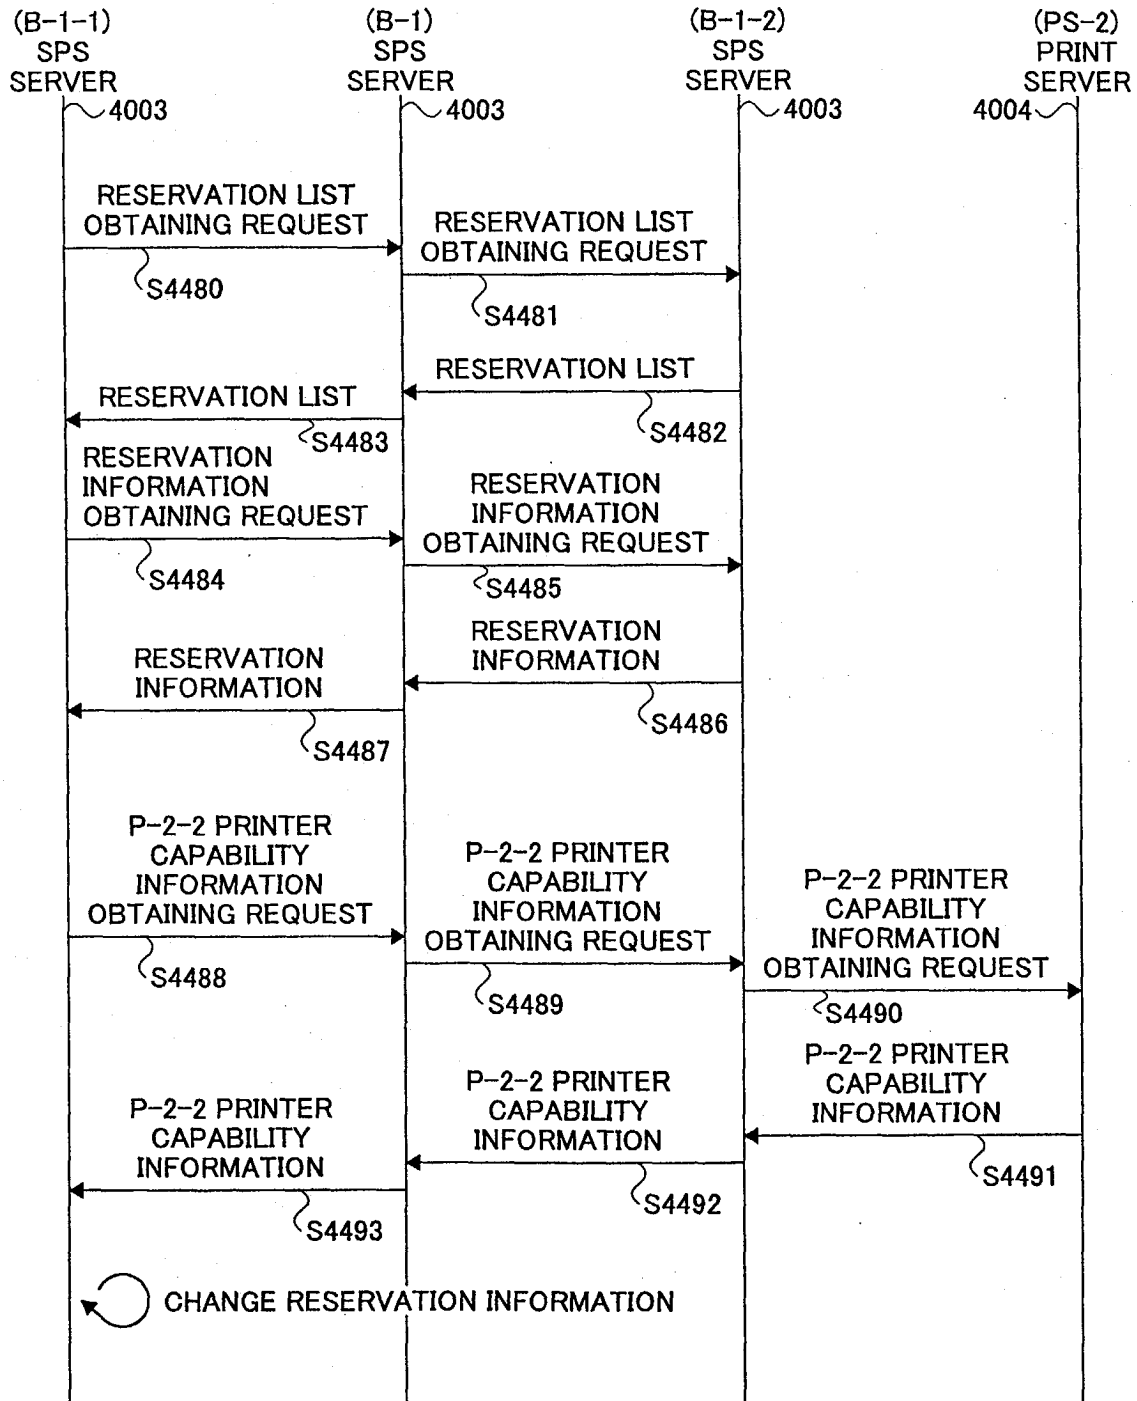 (B-1-1)
SPS
SERVER
4003
(B-1)
SPS
SERVER
4003
(B-1-2)
SPS
SERVER
4003
(PS-2)
PRINT
SERVER
4004
RESERVATION LIST
OBTAINING REQUEST
S4480
RESERVATION LIST
OBTAINING REQUEST
S4481
RESERVATION LIST
S4482
RESERVATION LIST
S4483
RESERVATION
INFORMATION
OBTAINING REQUEST
S4484
RESERVATION
INFORMATION
OBTAINING REQUEST
S4485
RESERVATION
INFORMATION
S4486
RESERVATION
INFORMATION
S4487
P-2-2 PRINTER
CAPABILITY
INFORMATION
OBTAINING REQUEST
S4488
P-2-2 PRINTER
CAPABILITY
INFORMATION
OBTAINING REQUEST
S4489
P-2-2 PRINTER
CAPABILITY
INFORMATION
OBTAINING REQUEST
S4490
P-2-2 PRINTER
CAPABILITY
INFORMATION
S4491
P-2-2 PRINTER
CAPABILITY
INFORMATION
S4492
P-2-2 PRINTER
CAPABILITY
INFORMATION
S4493
CHANGE RESERVATION INFORMATION